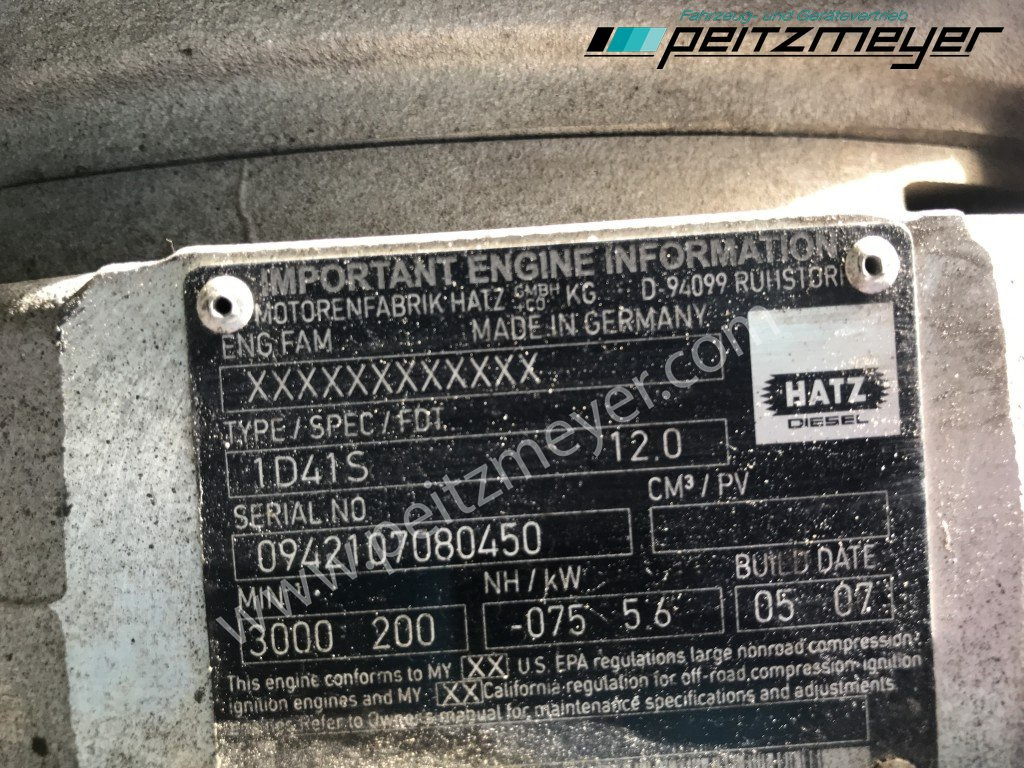 Fahrzeug- und Gerätevertrieb
peitzmeyer
IMPORTANT ENGINE INFORMATION
MOTORENFABRIK HATZ GMBH CO KG D-94099 RUHSTORF
ENG.FAM MADE IN GERMANY
XXXXXXXXXXXX
HATZ
DIESEL
TYPE / SPEC / FDT
1D41S 12.0
SERIAL NO CM³ / PV
0942107080450
MIN NH / kW BUILD DATE
3000 200 -075 5.6 05 07
This engine conforms to MY XX U.S. EPA regulations large nonroad compression-
ignition engines and MY XX California regulation for off-road compression-ignition
engines. Refer to Owner's manual for maintenance specifications and adjustments
www.peitzmeyer.com